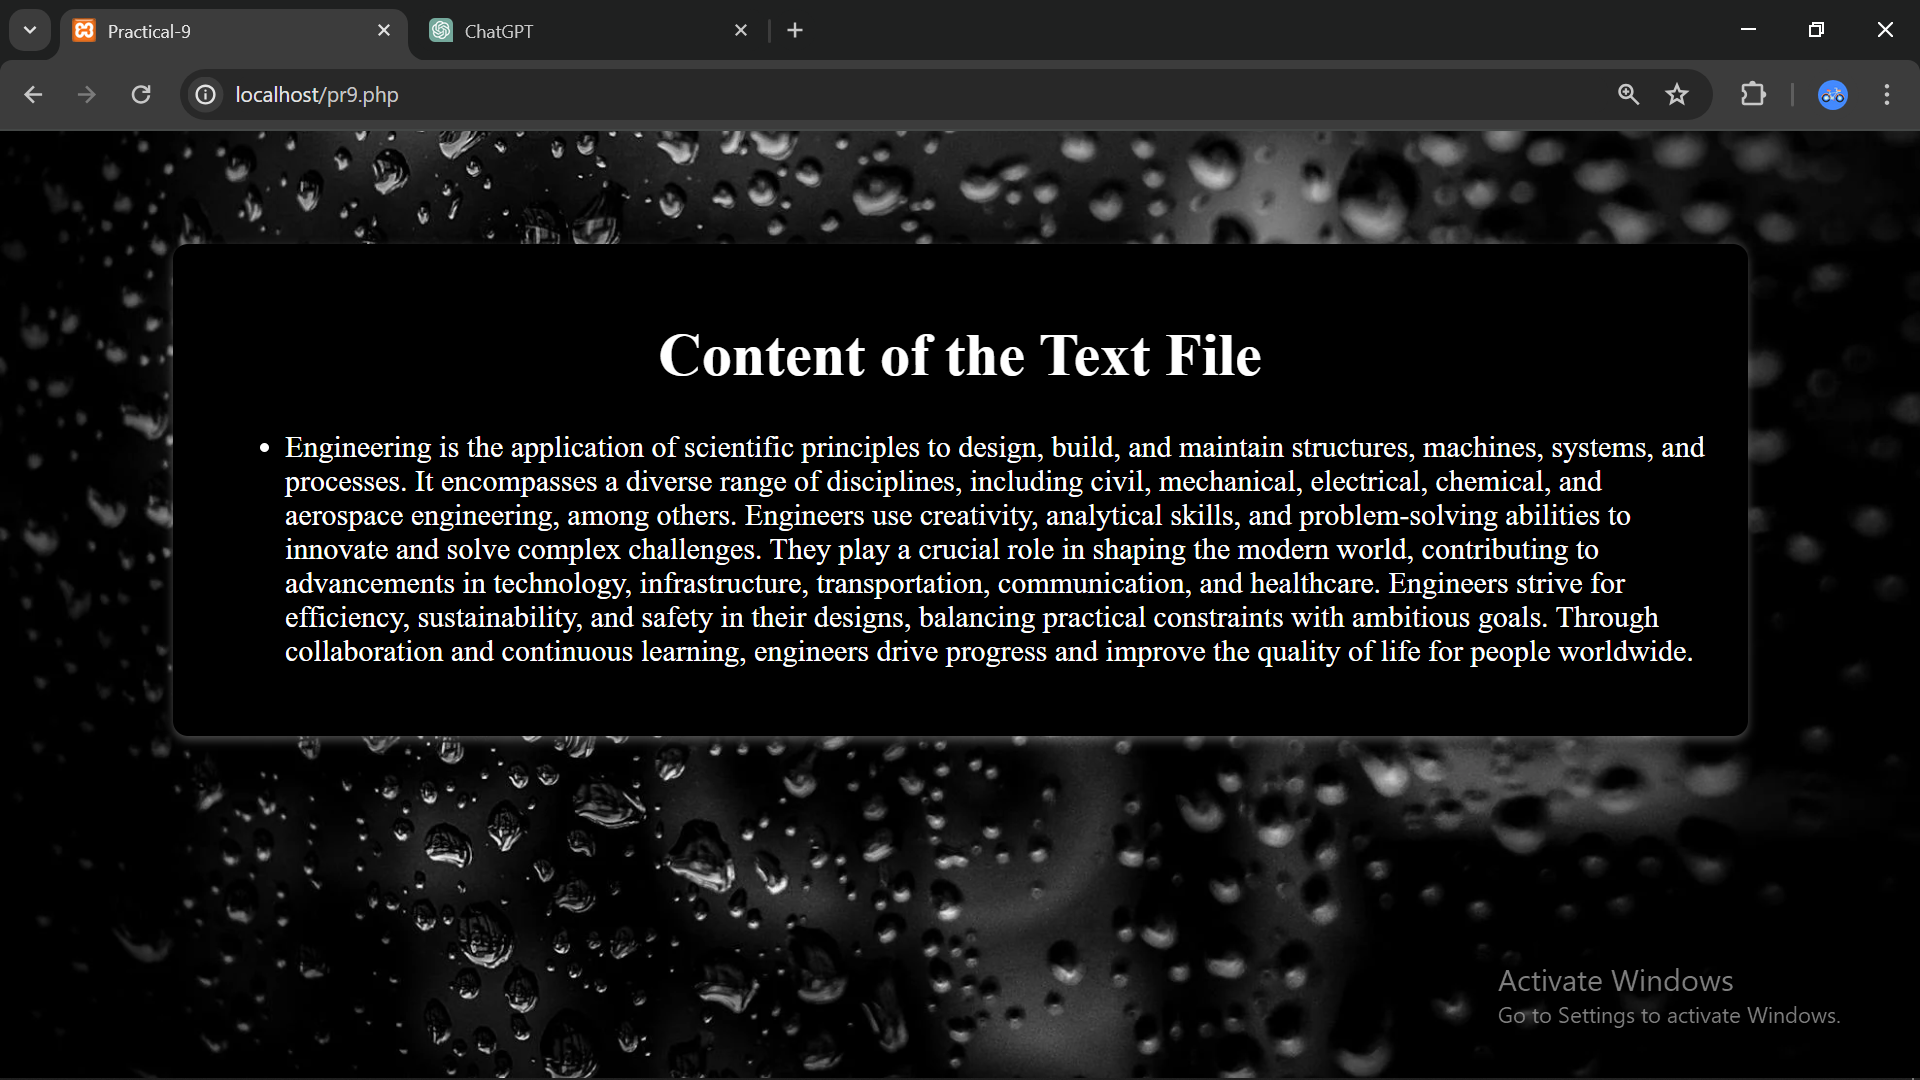 Practical-9
ChatGPT
localhost/pr9.php
Content of the Text File
• Engineering is the application of scientific principles to design, build, and maintain structures, machines, systems, and
processes. It encompasses a diverse range of disciplines, including civil, mechanical, electrical, chemical, and
aerospace engineering, among others. Engineers use creativity, analytical skills, and problem-solving abilities to
innovate and solve complex challenges. They play a crucial role in shaping the modern world, contributing to
advancements in technology, infrastructure, transportation, communication, and healthcare. Engineers strive for
efficiency, sustainability, and safety in their designs, balancing practical constraints with ambitious goals. Through
collaboration and continuous learning, engineers drive progress and improve the quality of life for people worldwide.
Activate Windows
Go to Settings to activate Windows.